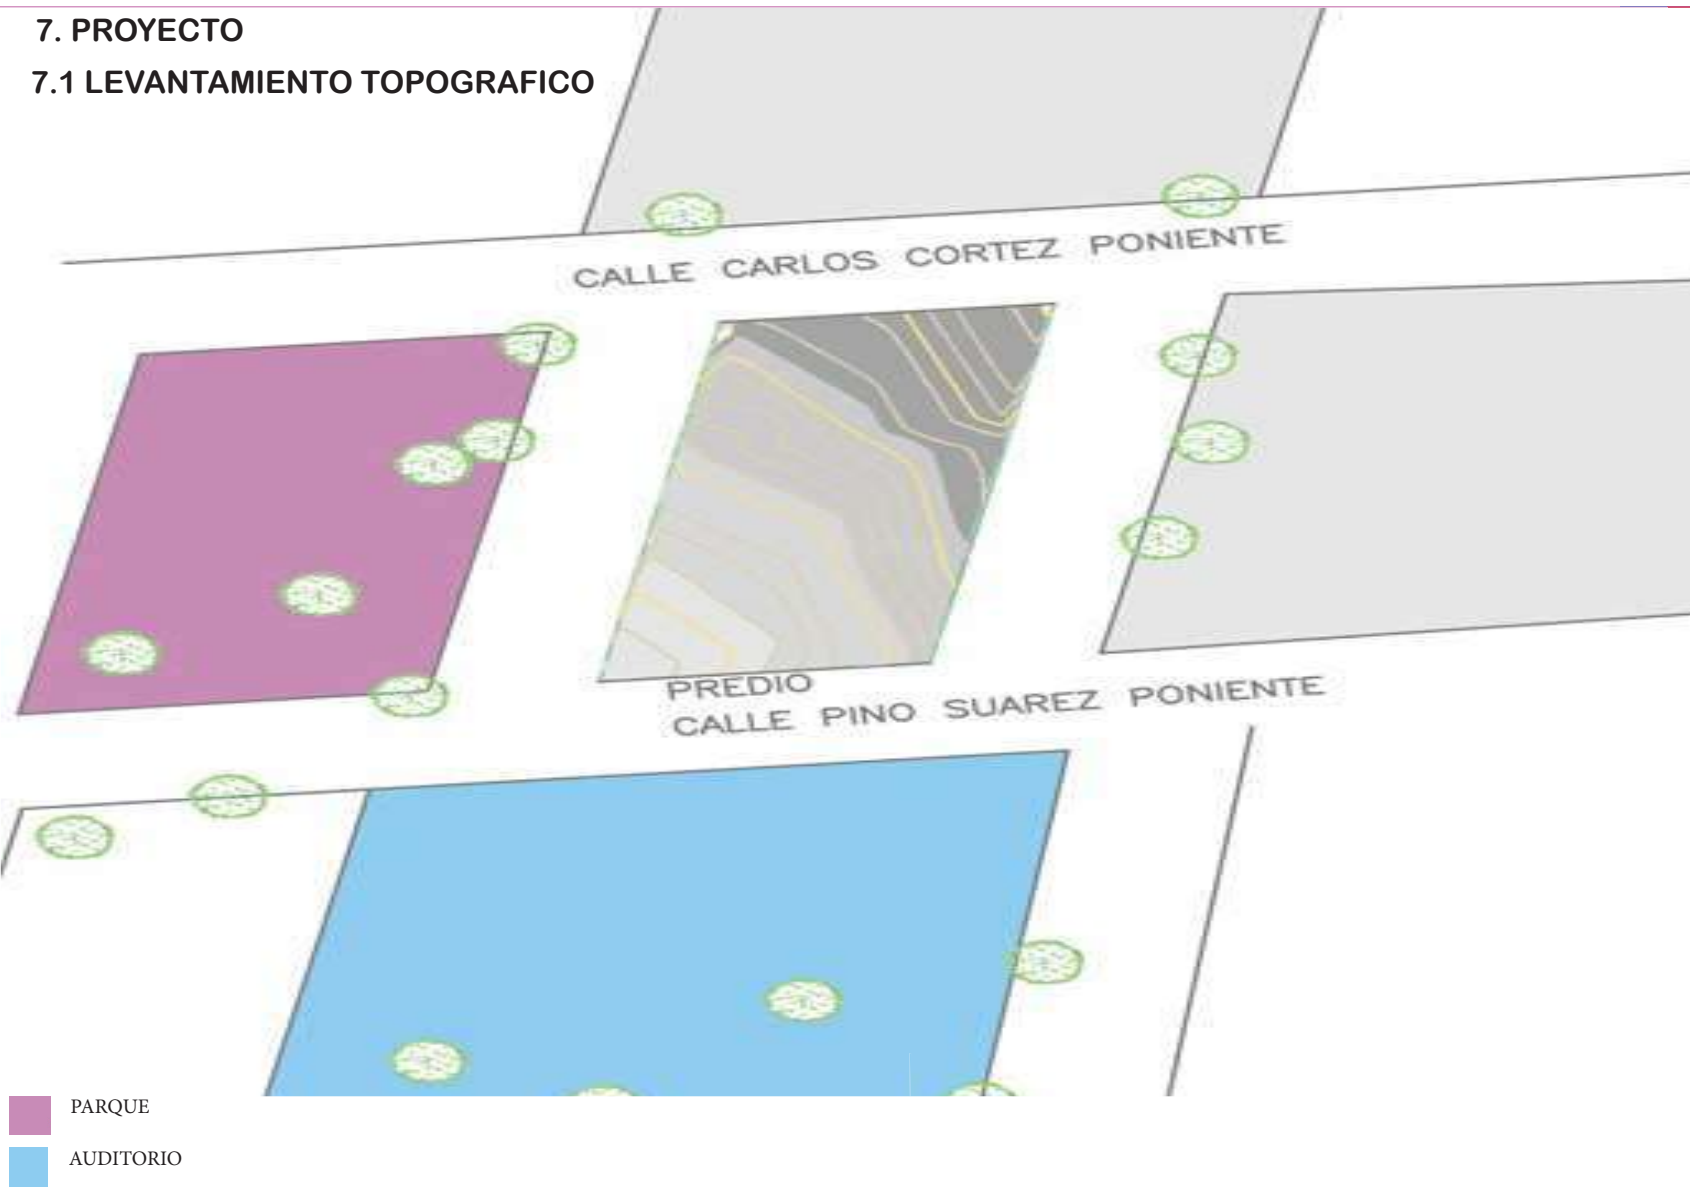 7. PROYECTO
7.1 LEVANTAMIENTO TOPOGRAFICO
CALLE CARLOS CORTEZ PONIENTE
PREDIO
CALLE PINO SUAREZ PONIENTE
PARQUE
AUDITORIO